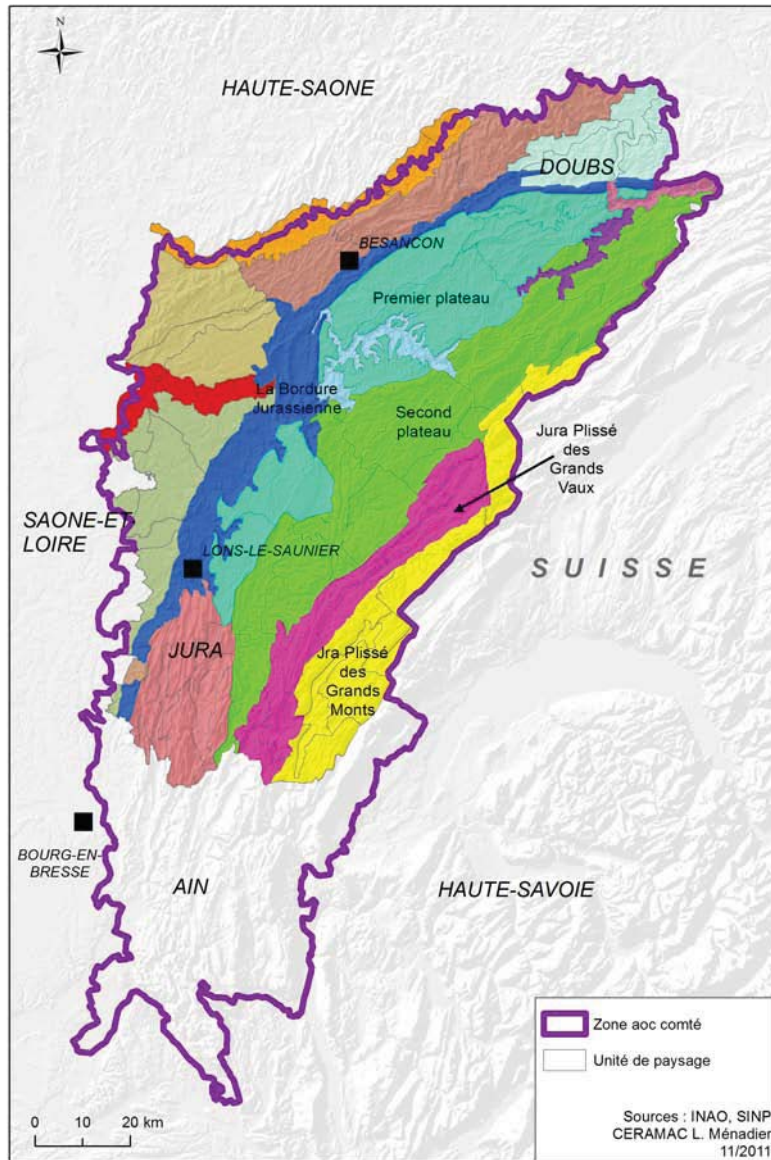 N
HAUTE-SAONE
DOUBS
BESANCON
Premier plateau
La Bordure
Jurassienne
Second
plateau
Jura Plissé
des
Grands
Vaux
SAONE-ET-
LOIRE
LONS-LE-SAUNIER
SUISSE
JURA
Jra Plissé
des
Grands
Monts
BOURG-EN-
BRESSE
AIN
HAUTE-SAVOIE
Zone aoc comté
Unité de paysage
0 10 20 km
Sources : INAO, SINP
CERAMAC L. Ménadier
11/2011